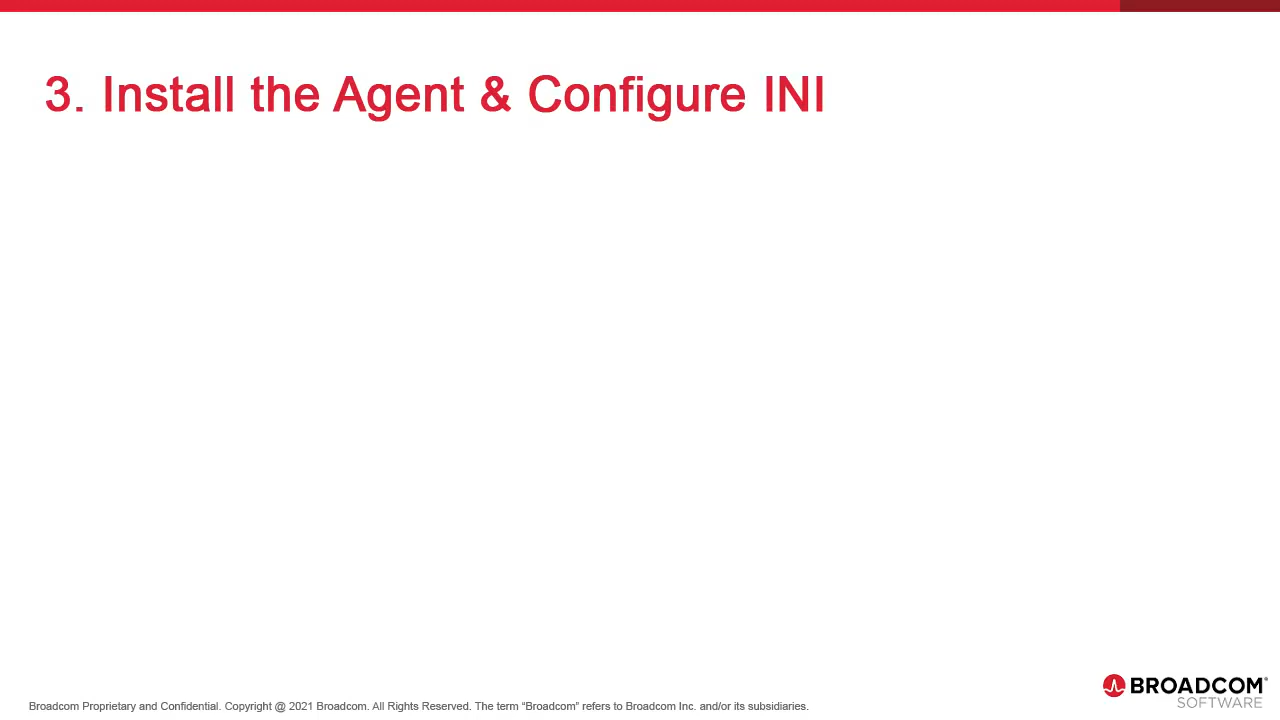 3. Install the Agent & Configure INI
BROADCOM®
SOFTWARE
Broadcom Proprietary and Confidential. Copyright @ 2021 Broadcom. All Rights Reserved. The term “Broadcom” refers to Broadcom Inc. and/or its subsidiaries.